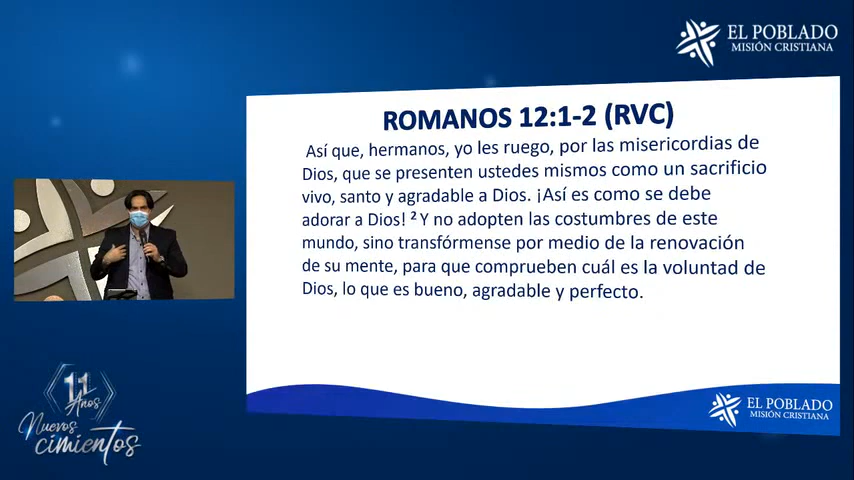 EL POBLADO
MISIÓN CRISTIANA
ROMANOS 12:1-2 (RVC)
Así que, hermanos, yo les ruego, por las misericordias de
Dios, que se presenten ustedes mismos como un sacrificio
vivo, santo y agradable a Dios. ¡Así es como se debe
adorar a Dios! ² Y no adopten las costumbres de este
mundo, sino transfórmense por medio de la renovación
de su mente, para que comprueben cuál es la voluntad de
Dios, lo que es bueno, agradable y perfecto.
11
Años
Nuevos
cimientos
EL POBLADO
MISIÓN CRISTIANA